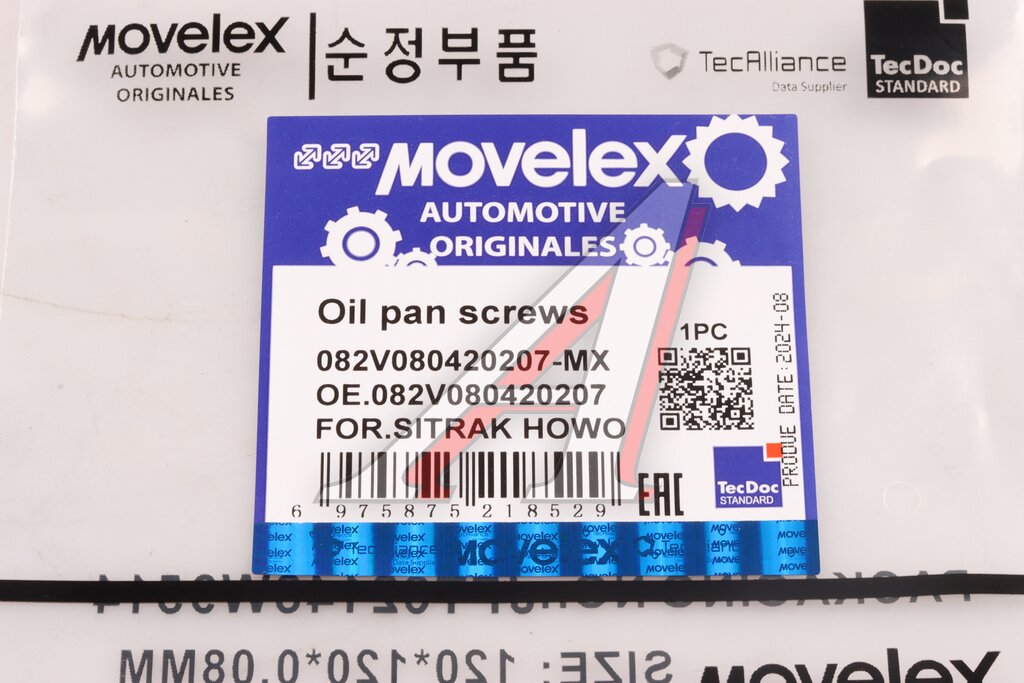 MOVELEX
AUTOMOTIVE
ORIGINALES
순정부품
TecAlliance
Data Supplier
TecDoc
STANDARD
MOVELEX
AUTOMOTIVE
ORIGINALES
Oil pan screws
1PC
082V080420207-MX
OE.082V080420207
FOR.SITRAK HOWO
PRODUE DATE:2024-08
EAC
TecDoc
STANDARD
6 975875 218529
movelex
SIZE: 120*120*0.08MM
movelex